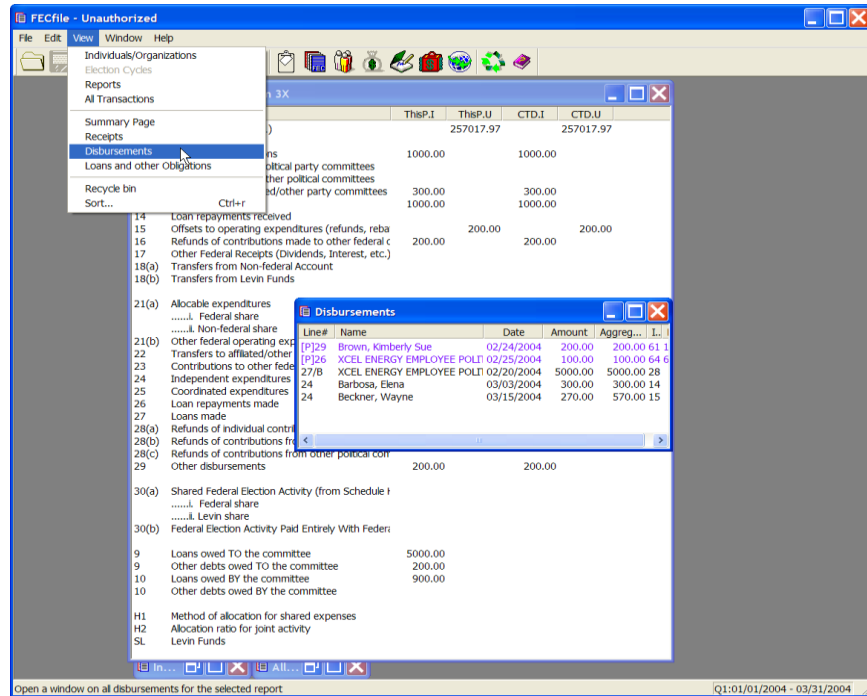 FECfile - Unauthorized
File Edit View Window Help
Individuals/Organizations
Election Cycles
Reports
All Transactions
Summary Page
Receipts
Disbursements
Loans and other Obligations
Recycle bin
Sort... Ctrl+r
3X
ThisP.I ThisP.U CTD.I CTD.U
257017.97 257017.97
1000.00 1000.00
political party committees
other political committees
ed/other party committees 300.00 300.00
1000.00 1000.00
14 Loan repayments received
15 Offsets to operating expenditures (refunds, reba 200.00 200.00
16 Refunds of contributions made to other federal c 200.00 200.00
17 Other Federal Receipts (Dividends, Interest, etc.)
18(a) Transfers from Non-federal Account
18(b) Transfers from Levin Funds
21(a) Allocable expenditures
......i. Federal share
......ii. Non-federal share
21(b) Other federal operating exp
22 Transfers to affiliated/other
23 Contributions to other fede
24 Independent expenditures
25 Coordinated expenditures
26 Loan repayments made
27 Loans made
28(a) Refunds of individual contri
28(b) Refunds of contributions fro
28(c) Refunds of contributions from other political com
29 Other disbursements 200.00 200.00
30(a) Shared Federal Election Activity (from Schedule H
......i. Federal share
......ii. Levin share
30(b) Federal Election Activity Paid Entirely With Federa
9 Loans owed TO the committee 5000.00
9 Other debts owed TO the committee 200.00
10 Loans owed BY the committee 900.00
10 Other debts owed BY the committee
H1 Method of allocation for shared expenses
H2 Allocation ratio for joint activity
SL Levin Funds
Disbursements
Line# Name Date Amount Aggreg... I..
[P]29 Brown, Kimberly Sue 02/24/2004 200.00 200.00 61 1
[P]26 XCEL ENERGY EMPLOYEE POLIT 02/25/2004 100.00 100.00 64 6
27/B XCEL ENERGY EMPLOYEE POLIT 02/20/2004 5000.00 5000.00 28
24 Barbosa, Elena 03/03/2004 300.00 300.00 14
24 Beckner, Wayne 03/15/2004 270.00 570.00 15
In... All...
Open a window on all disbursements for the selected report
Q1:01/01/2004 - 03/31/2004